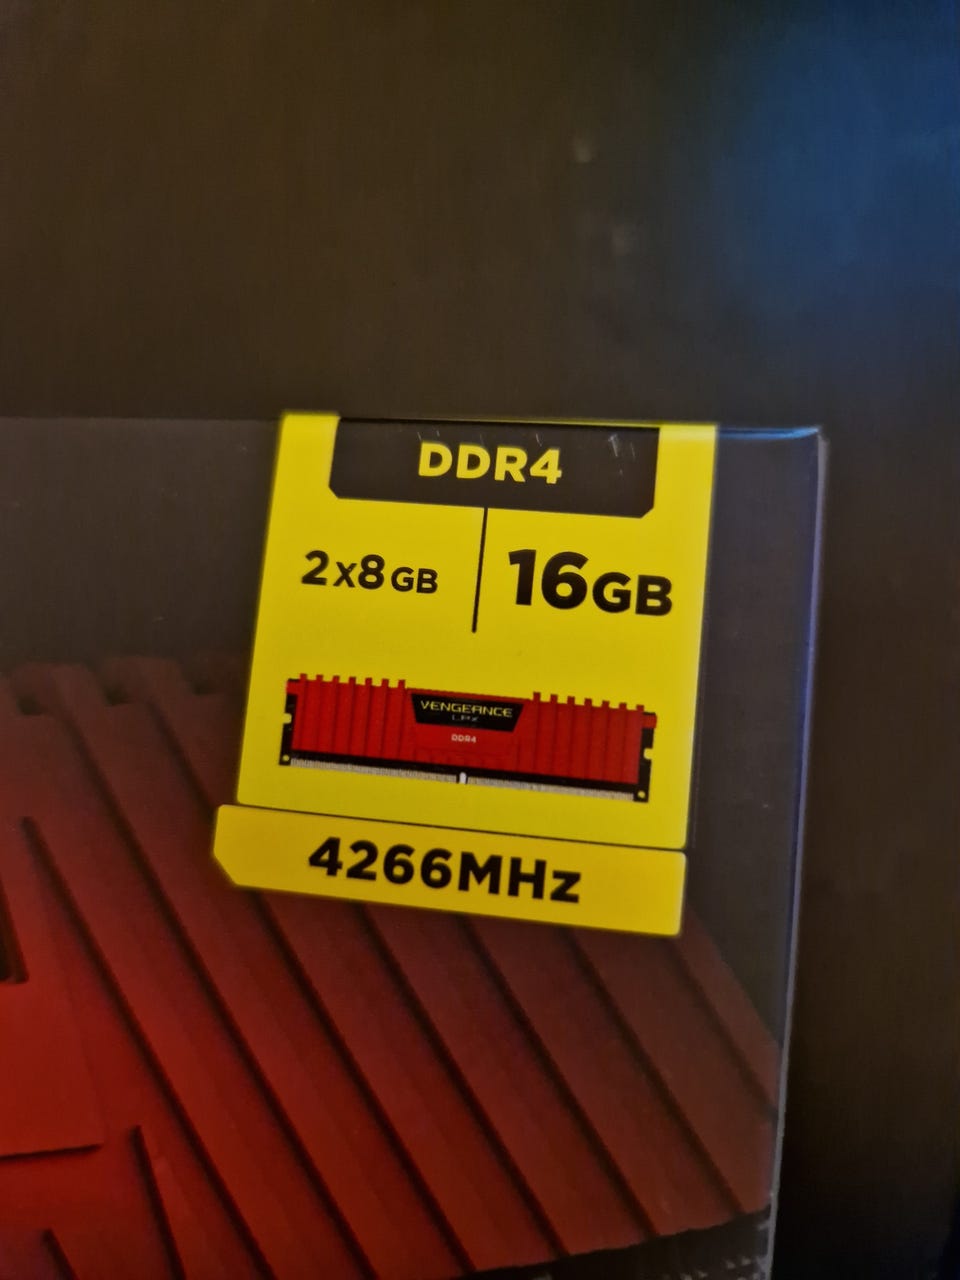 DDR4
2x8GB
16GB
VENGEANCE
LPX
DDR4
4266MHz